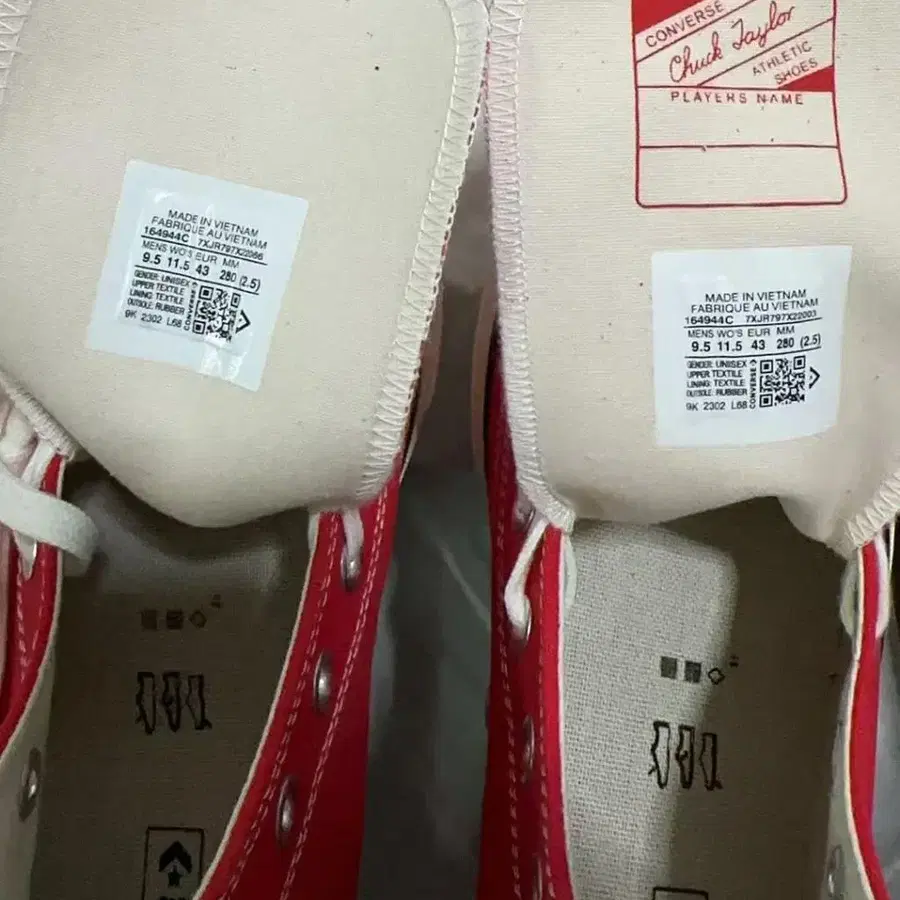 MADE IN VIETNAM
FABRIQUE AU VIETNAM
164944C 7XJR797X22066
MENS WO'S EUR MM
9.5 11.5 43 280 (2.5)
GENDER: UNISEX
UPPER: TEXTILE
LINING: TEXTILE
OUTSOLE: RUBBER
CONVERSE
9K 2302 L68
CONVERSE
Chuck Taylor
ATHLETIC
SHOES
PLAYERS NAME
MADE IN VIETNAM
FABRIQUE AU VIETNAM
164944C 7XJR797X22003
MENS WO'S EUR MM
9.5 11.5 43 280 (2.5)
GENDER: UNISEX
UPPER: TEXTILE
LINING: TEXTILE
OUTSOLE: RUBBER
CONVERSE
9K 2302 L68